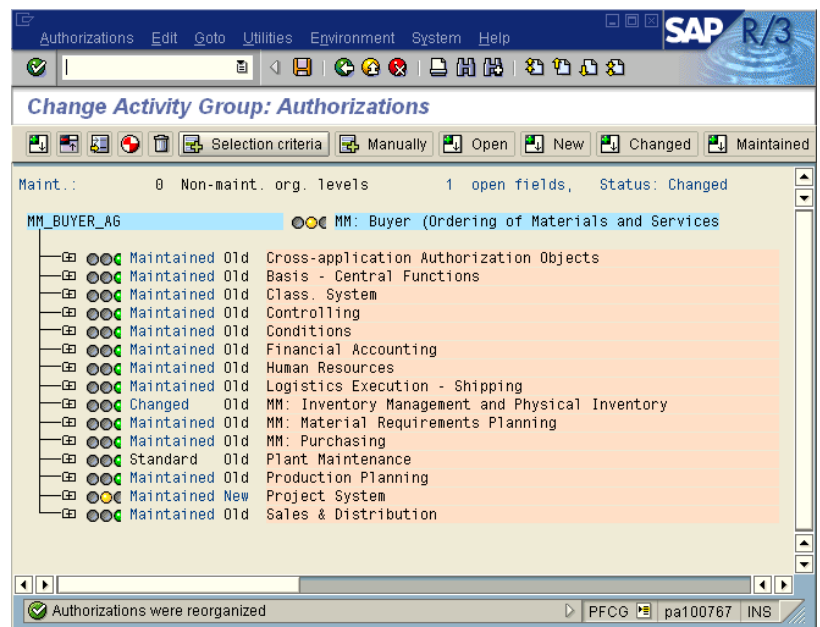 SAP R/3
Authorizations Edit Goto Utilities Environment System Help
Change Activity Group: Authorizations
Selection criteria Manually Open New Changed Maintained
Maint.: 0 Non-maint. org. levels 1 open fields, Status: Changed
MM_BUYER_AG MM: Buyer (Ordering of Materials and Services
Maintained Old Cross-application Authorization Objects
Maintained Old Basis - Central Functions
Maintained Old Class. System
Maintained Old Controlling
Maintained Old Conditions
Maintained Old Financial Accounting
Maintained Old Human Resources
Maintained Old Logistics Execution - Shipping
Changed Old MM: Inventory Management and Physical Inventory
Maintained Old MM: Material Requirements Planning
Maintained Old MM: Purchasing
Standard Old Plant Maintenance
Maintained Old Production Planning
Maintained New Project System
Maintained Old Sales & Distribution
Authorizations were reorganized PFCG pa100767 INS